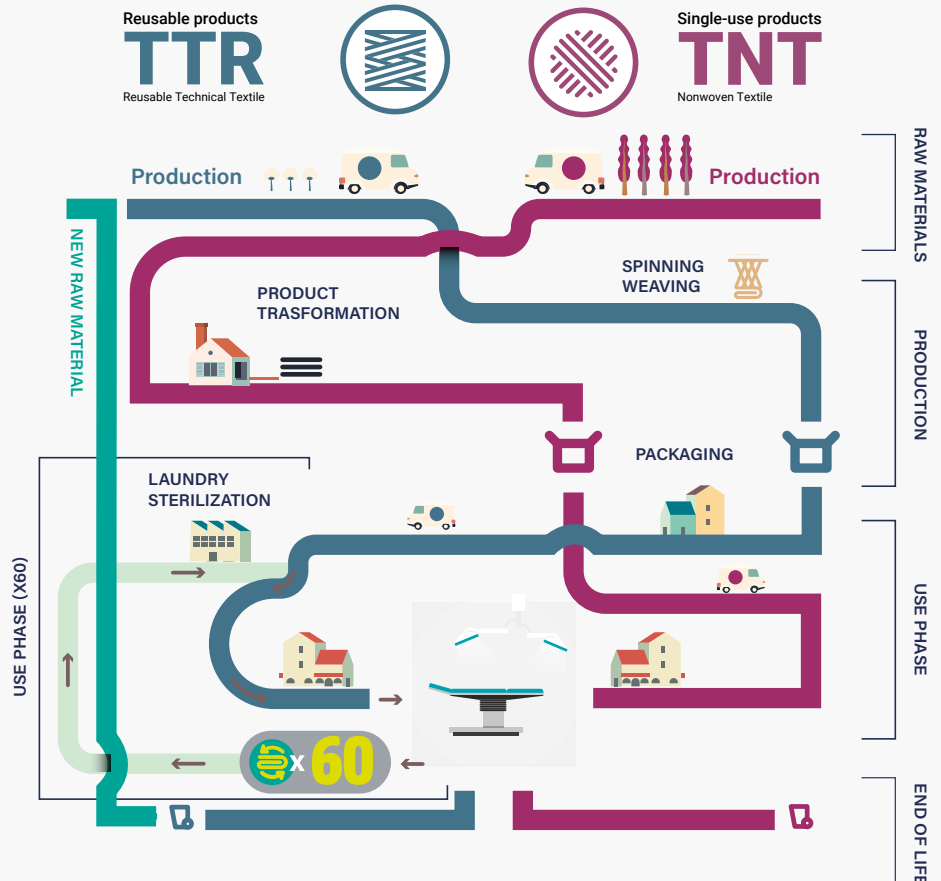 Reusable products
TTR
Reusable Technical Textile
Single-use products
TNT
Nonwoven Textile
Production
Production
RAW MATERIALS
NEW RAW MATERIAL
PRODUCT
TRASFORMATION
SPINNING
WEAVING
PRODUCTION
PACKAGING
LAUNDRY
STERILIZATION
USE PHASE (X60)
USE PHASE
x 60
END OF LIFE